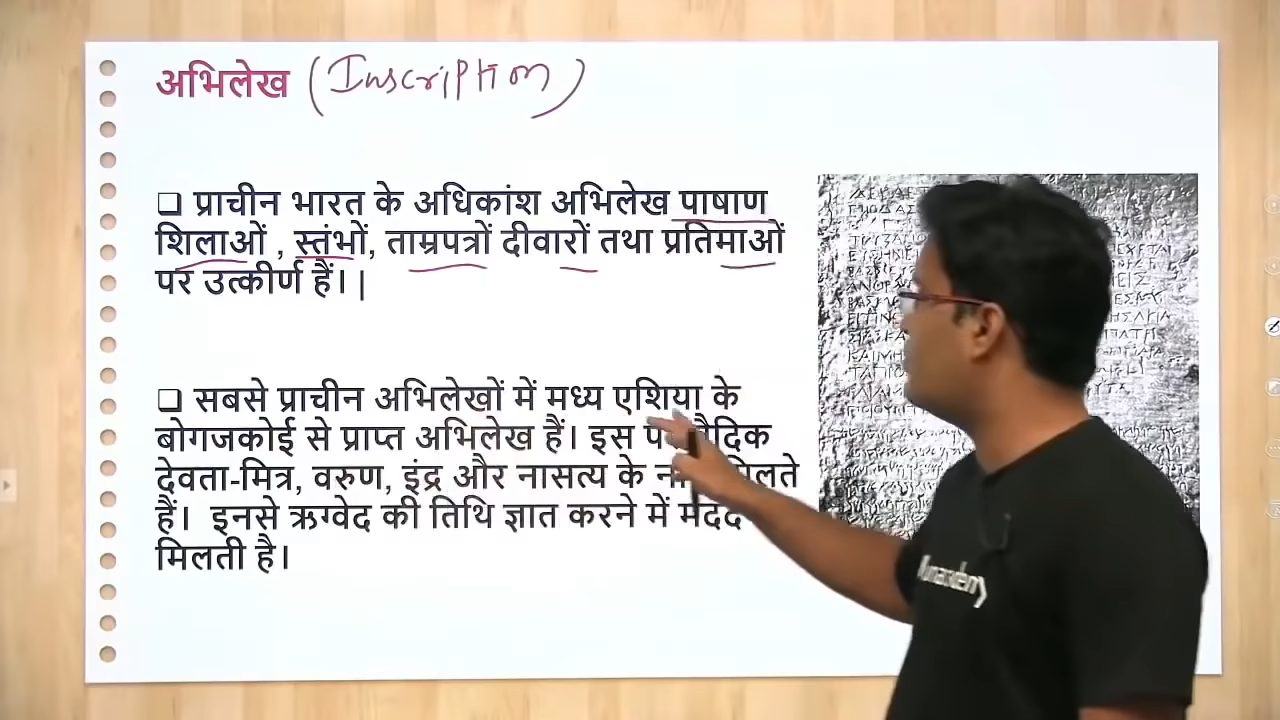 अभिलेख (Inscription)
❑ प्राचीन भारत के अधिकांश अभिलेख पाषाण
शिलाओं , स्तंभों, ताम्रपत्रों दीवारों तथा प्रतिमाओं
पर उत्कीर्ण हैं। |
❑ सबसे प्राचीन अभिलेखों में मध्य एशिया के
बोगजकोई से प्राप्त अभिलेख हैं। इस
देवता-मित्र, वरुण, इंद्र और नासत्य के
हैं। इनसे ऋग्वेद की तिथि ज्ञात करने में मदद
मिलती है।